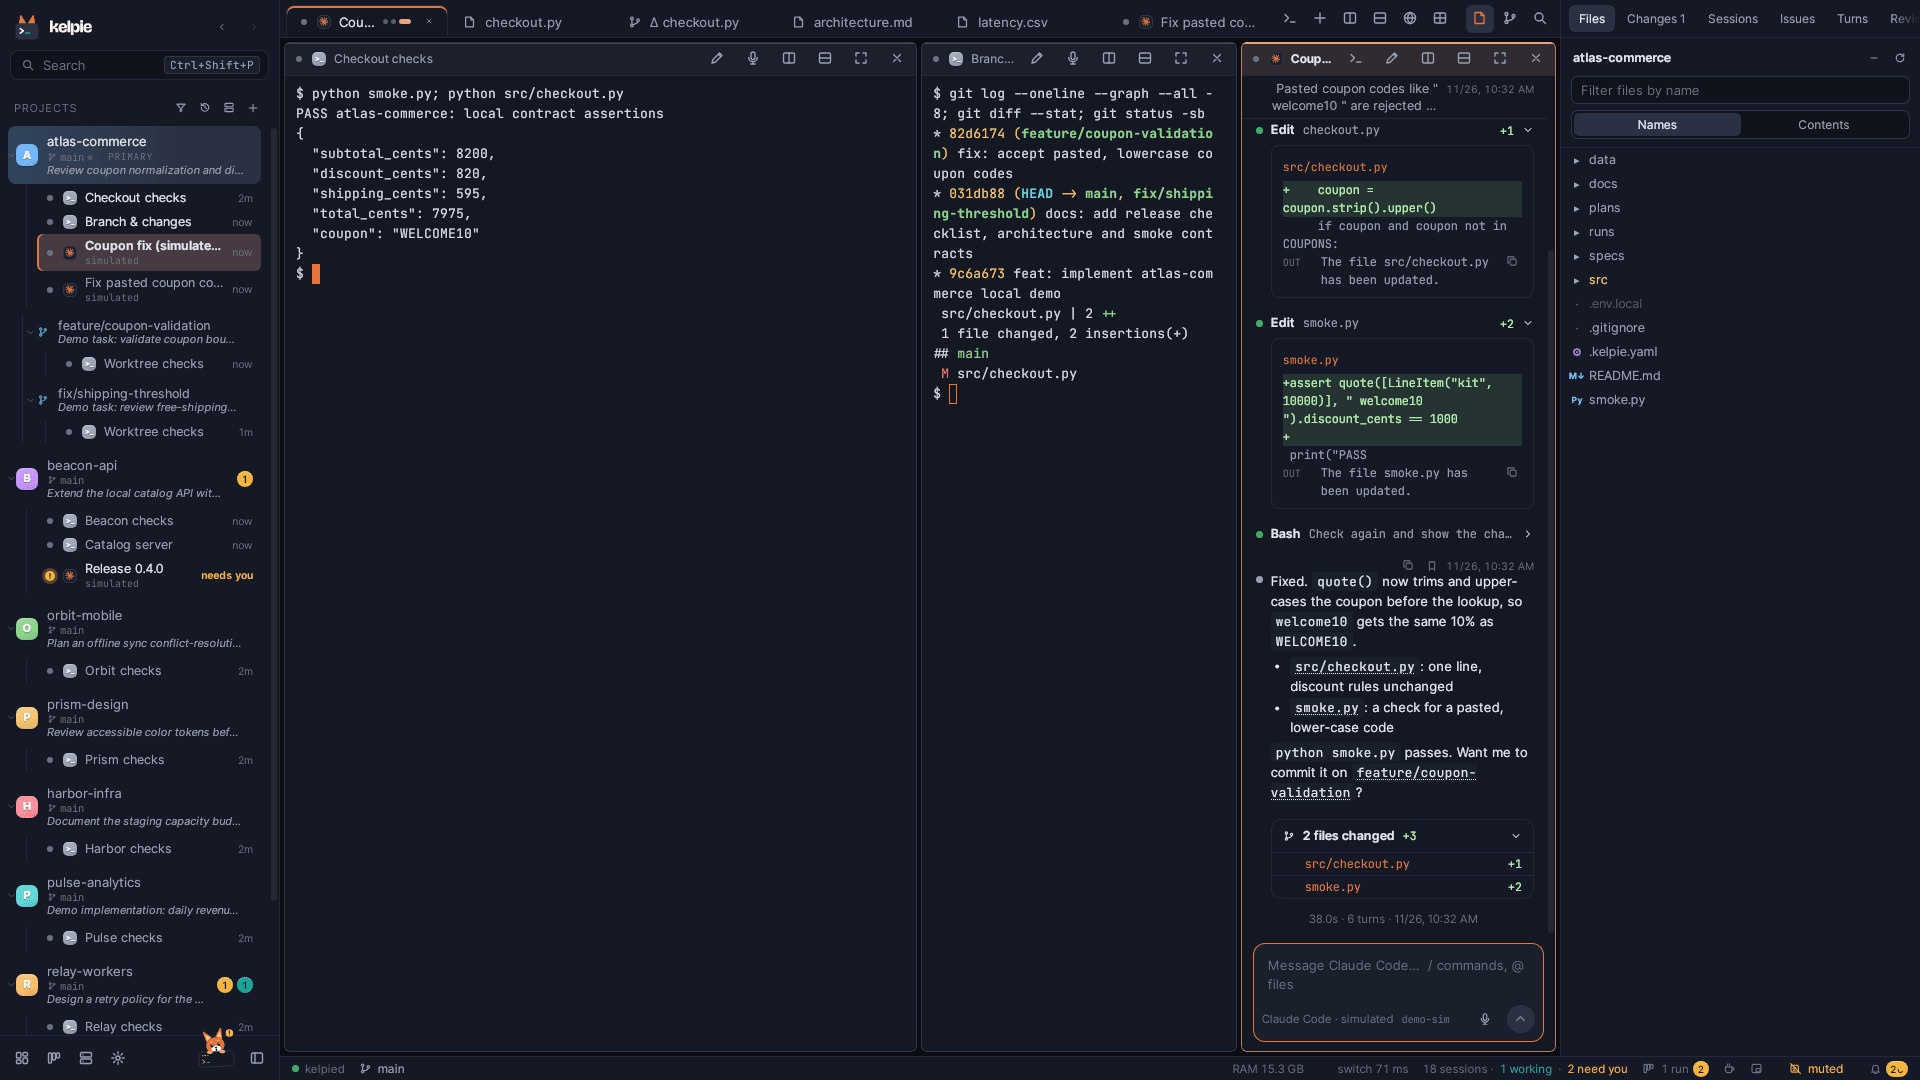 kelpie
Search
Ctrl+Shift+P
PROJECTS
A
atlas-commerce
main * PRIMARY
Review coupon normalization and di...
Checkout checks 2m
Branch & changes now
Coupon fix (simulate... now
simulated
Fix pasted coupon co... now
simulated
feature/coupon-validation
Demo task: validate coupon bou...
Worktree checks now
fix/shipping-threshold
Demo task: review free-shipping...
Worktree checks 1m
B
beacon-api
main 1
Extend the local catalog API wit...
Beacon checks now
Catalog server now
Release 0.4.0 needs you
simulated
O
orbit-mobile
main
Plan an offline sync conflict-resoluti...
Orbit checks 2m
P
prism-design
main
Review accessible color tokens bef...
Prism checks 2m
H
harbor-infra
main
Document the staging capacity bud...
Harbor checks 2m
P
pulse-analytics
main
Demo implementation: daily revenu...
Pulse checks 2m
R
relay-workers
main 1 1
Design a retry policy for the ...
Relay checks 2m
Cou...
checkout.py
Δ checkout.py
architecture.md
latency.csv
Fix pasted co...
Checkout checks
$ python smoke.py; python src/checkout.py
PASS atlas-commerce: local contract assertions
{
"subtotal_cents": 8200,
"discount_cents": 820,
"shipping_cents": 595,
"total_cents": 7975,
"coupon": "WELCOME10"
}
$
Branc...
$ git log --oneline --graph --all -
8; git diff --stat; git status -sb
* 82d6174 (feature/coupon-validatio
n) fix: accept pasted, lowercase co
upon codes
* 031db88 (HEAD -> main, fix/shippi
ng-threshold) docs: add release che
cklist, architecture and smoke cont
racts
* 9c6a673 feat: implement atlas-com
merce local demo
src/checkout.py | 2 ++
1 file changed, 2 insertions(+)
## main
M src/checkout.py
$
Coup...
Pasted coupon codes like " 11/26, 10:32 AM
welcome10 " are rejected ...
Edit checkout.py +1
src/checkout.py
+ coupon =
coupon.strip().upper()
if coupon and coupon not in
COUPONS:
OUT The file src/checkout.py
has been updated.
Edit smoke.py +2
smoke.py
+assert quote([LineItem("kit",
10000)], " welcome10
").discount_cents == 1000
+
print("PASS
OUT The file smoke.py has
been updated.
Bash Check again and show the cha...
11/26, 10:32 AM
Fixed. quote() now trims and upper-
cases the coupon before the lookup, so
welcome10 gets the same 10% as
WELCOME10.
• src/checkout.py: one line,
discount rules unchanged
• smoke.py: a check for a pasted,
lower-case code
python smoke.py passes. Want me to
commit it on feature/coupon-
validation ?
2 files changed +3
src/checkout.py +1
smoke.py +2
38.0s · 6 turns · 11/26, 10:32 AM
Message Claude Code... / commands, @
files
Claude Code · simulated demo-sim
Files
Changes 1
Sessions
Issues
Turns
Revi
atlas-commerce
Filter files by name
Names
Contents
data
docs
plans
runs
specs
src
.env.local
.gitignore
.kelpie.yaml
README.md
smoke.py
kelpied
main
RAM 15.3 GB
switch 71 ms
18 sessions · 1 working · 2 need you
1 run 2
muted
2